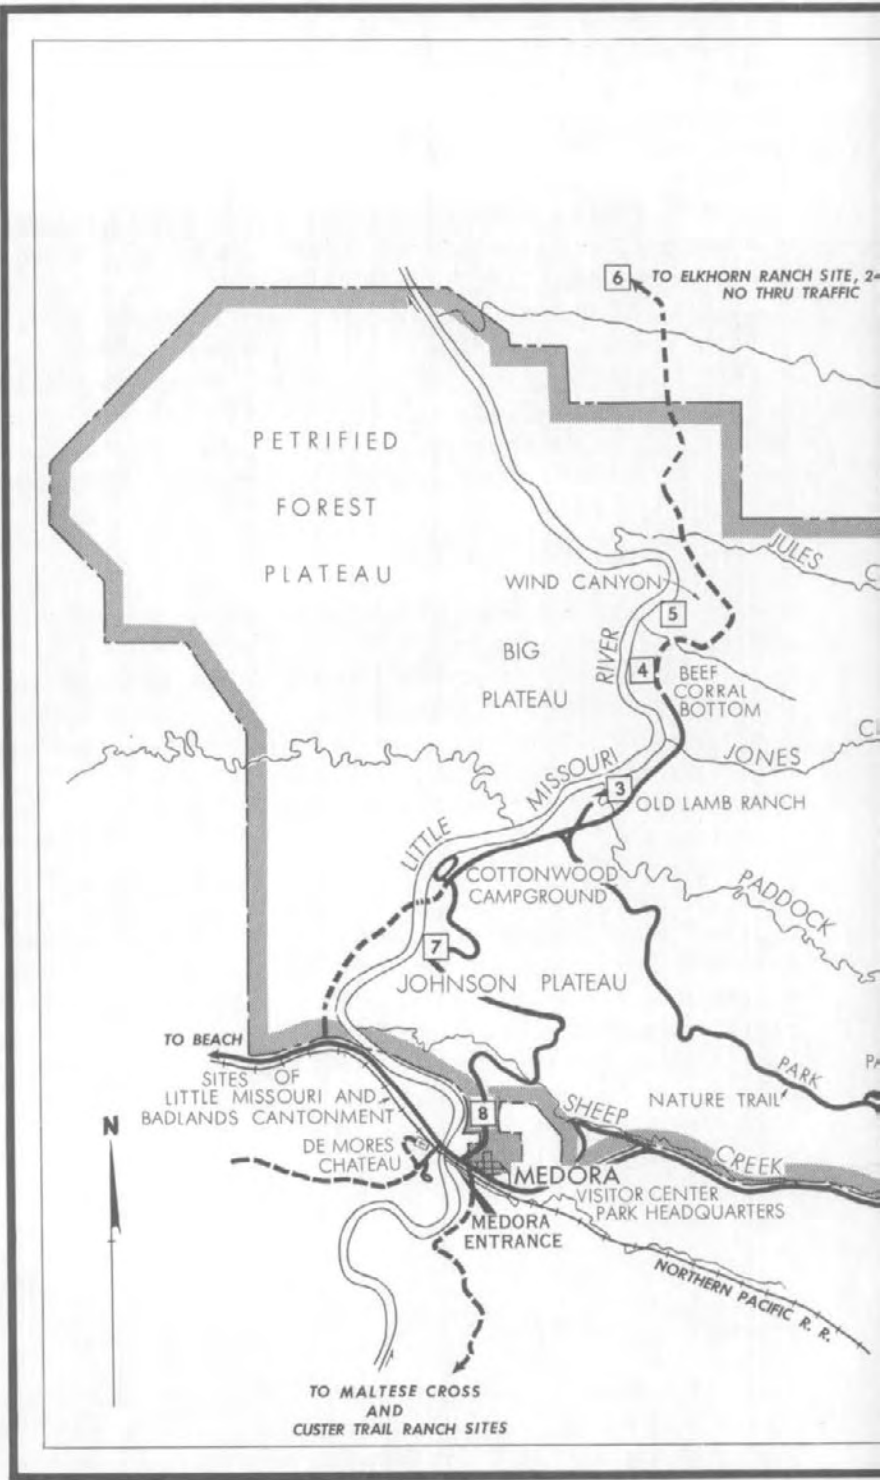 6 TO ELKHORN RANCH SITE, 24
NO THRU TRAFFIC
PETRIFIED
FOREST
PLATEAU
JULES
C
WIND CANYON
5
BIG
PLATEAU
RIVER
4
BEEF
CORRAL
BOTTOM
CL
JONES
MISSOURI
3
OLD LAMB RANCH
LITTLE
COTTONWOOD
CAMPGROUND
PADDOCK
7
JOHNSON PLATEAU
TO BEACH
SITES OF
LITTLE MISSOURI AND
BADLANDS CANTONMENT
PARK
PA
NATURE TRAIL
8
SHEEP
CREEK
N
DE MORES
CHATEAU
MEDORA
VISITOR CENTER
PARK HEADQUARTERS
MEDORA
ENTRANCE
NORTHERN PACIFIC R. R.
TO MALTESE CROSS
AND
CUSTER TRAIL RANCH SITES